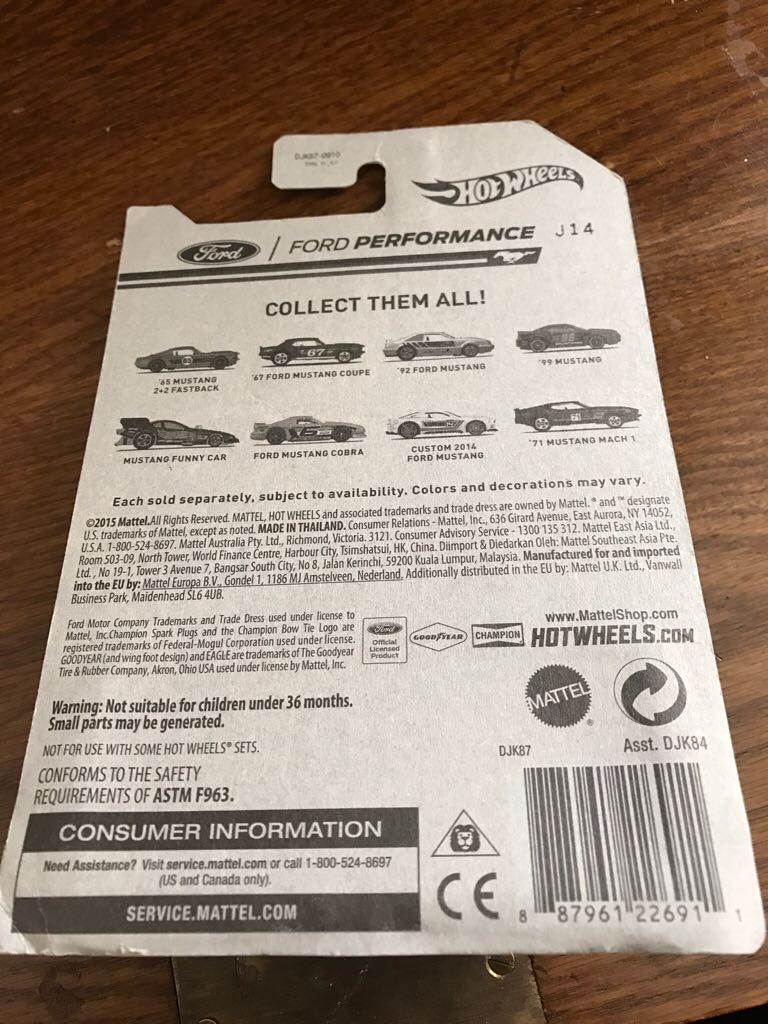 DJK87-0910
HOT WHEELS
Ford / FORD PERFORMANCE J14
COLLECT THEM ALL!
'65 MUSTANG
2+2 FASTBACK
'67 FORD MUSTANG COUPE
'92 FORD MUSTANG
'99 MUSTANG
MUSTANG FUNNY CAR
FORD MUSTANG COBRA
CUSTOM 2014
FORD MUSTANG
'71 MUSTANG MACH 1
Each sold separately, subject to availability. Colors and decorations may vary.
©2015 Mattel. All Rights Reserved. MATTEL, HOT WHEELS and associated trademarks and trade dress are owned by Mattel. ® and ™ designate
U.S. trademarks of Mattel, except as noted. MADE IN THAILAND. Consumer Relations - Mattel, Inc., 636 Girard Avenue, East Aurora, NY 14052,
U.S.A. 1-800-524-8697. Mattel Australia Pty. Ltd., Richmond, Victoria. 3121. Consumer Advisory Service - 1300 135 312. Mattel East Asia Ltd.,
Room 503-09, North Tower, World Finance Centre, Harbour City, Tsimshatsui, HK, China. Diimport & Diedarkan Oleh: Mattel Southeast Asia Pte.
Ltd., No 19-1, Tower 3 Avenue 7, Bangsar South City, No 8, Jalan Kerinchi, 59200 Kuala Lumpur, Malaysia. Manufactured for and imported
into the EU by: Mattel Europa B.V., Gondel 1, 1186 MJ Amstelveen, Nederland. Additionally distributed in the EU by: Mattel U.K. Ltd., Vanwall
Business Park, Maidenhead SL6 4UB.
Ford Motor Company Trademarks and Trade Dress used under license to
Mattel, Inc.Champion Spark Plugs and the Champion Bow Tie Logo are
registered trademarks of Federal-Mogul Corporation used under license.
GOODYEAR (and wing foot design) and EAGLE are trademarks of The Goodyear
Tire & Rubber Company, Akron, Ohio USA used under license by Mattel, Inc.
Ford
Official
Licensed
Product
GOODYEAR
CHAMPION
www.MattelShop.com
HOTWHEELS.COM
Warning: Not suitable for children under 36 months.
Small parts may be generated.
NOT FOR USE WITH SOME HOT WHEELS® SETS.
CONFORMS TO THE SAFETY
REQUIREMENTS OF ASTM F963.
MATTEL ®
DJK87
Asst. DJK84
CONSUMER INFORMATION
Need Assistance? Visit service.mattel.com or call 1-800-524-8697
(US and Canada only).
SERVICE.MATTEL.COM
CE
8 87961 22691 1